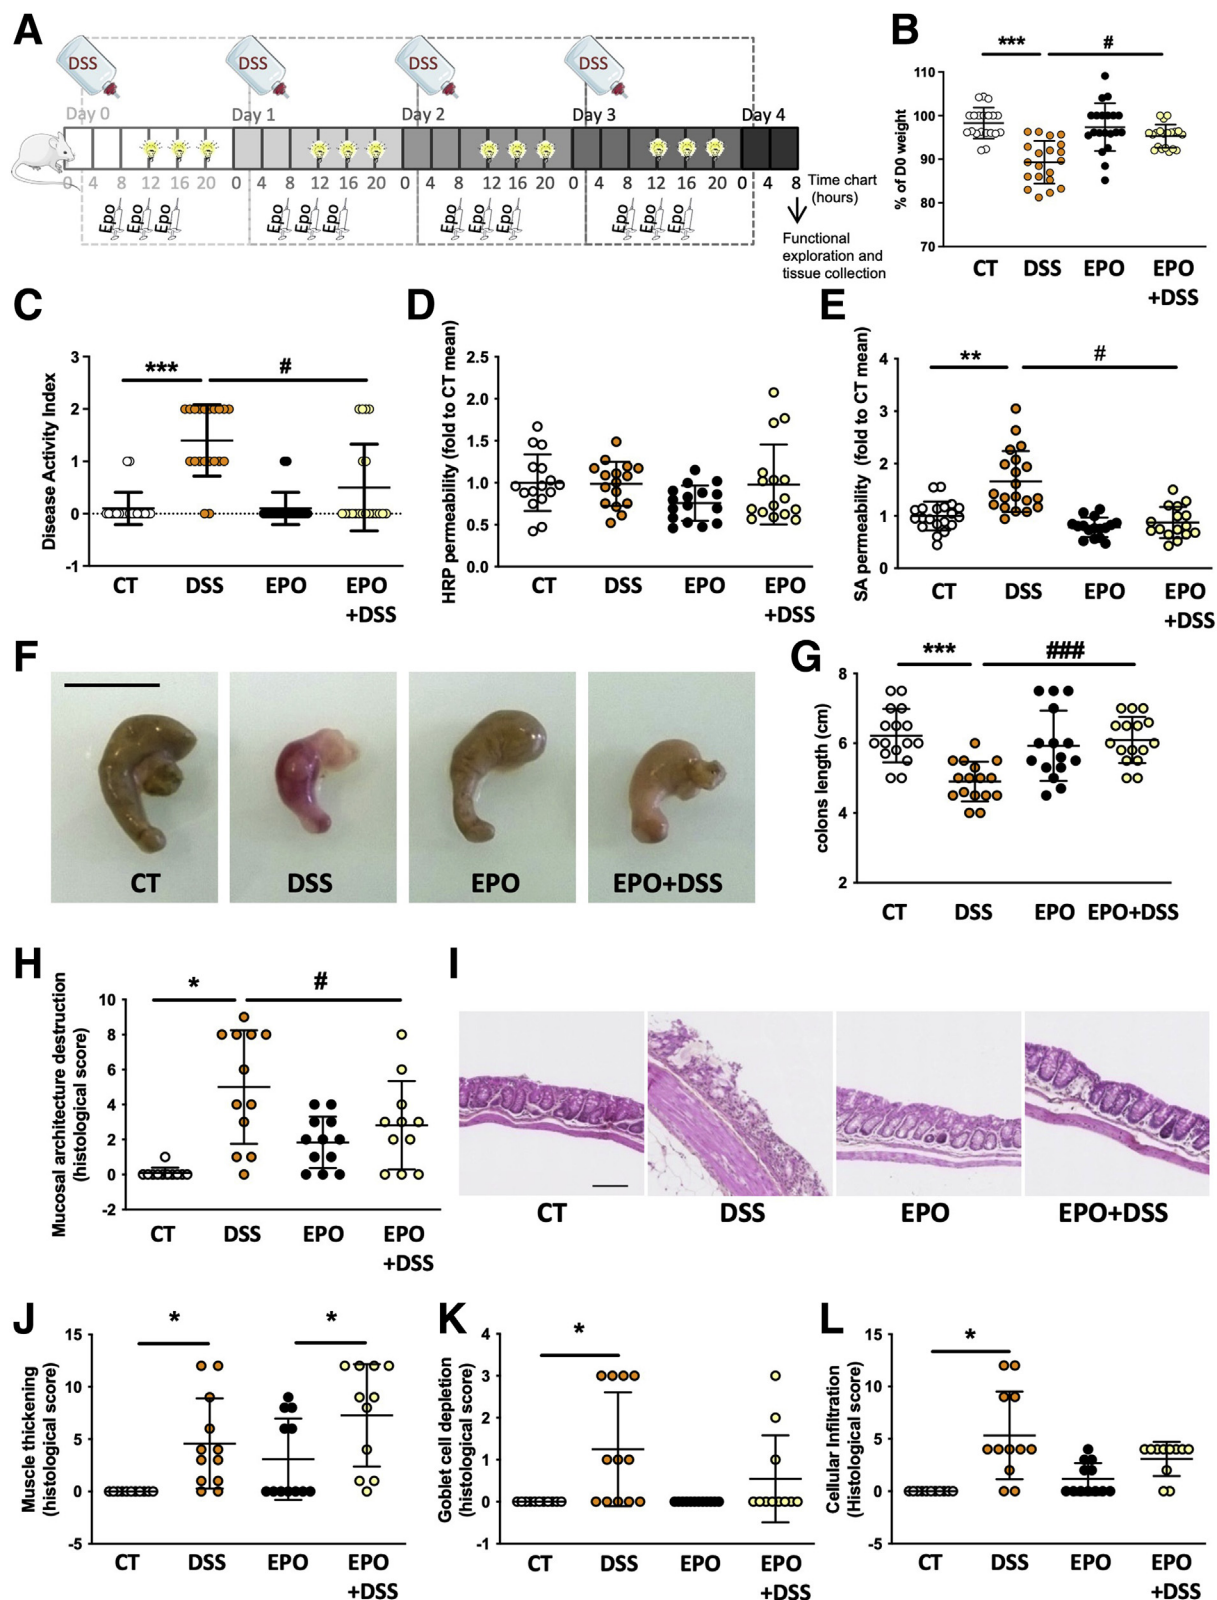 A
DSS
DSS
DSS
DSS
Day 0
Day 1
Day 2
Day 3
Day 4
0 4 8 12 16 20 0 4 8 12 16 20 0 4 8 12 16 20 0 4 8 12 16 20 0 4 8
Time chart
(hours)
Epo Epo Epo Epo Epo Epo Epo Epo Epo Epo Epo Epo
Functional
exploration and
tissue collection
B
*** #
% of D0 weight
110
100
90
80
70
CT DSS EPO EPO
+DSS
C
*** #
Disease Activity Index
3
2
1
0
-1
CT DSS EPO EPO
+DSS
D
HRP permeability (fold to CT mean)
2.5
2.0
1.5
1.0
0.5
0.0
CT DSS EPO EPO
+DSS
E
** #
SA permeability (fold to CT mean)
4
3
2
1
0
CT DSS EPO EPO
+DSS
F
CT
DSS
EPO
EPO+DSS
G
*** ###
colons length (cm)
8
6
4
2
CT DSS EPO EPO+DSS
H
* #
Mucosal architecture destruction
(histological score)
10
8
6
4
2
0
-2
CT DSS EPO EPO
+DSS
I
CT
DSS
EPO
EPO+DSS
J
* *
Muscle thickening
(histological score)
15
10
5
0
-5
CT DSS EPO EPO
+DSS
K
*
Goblet cell depletion
(histological score)
4
3
2
1
0
-1
CT DSS EPO EPO
+DSS
L
*
Cellular Infiltration
(Histological score)
15
10
5
0
-5
CT DSS EPO EPO
+DSS